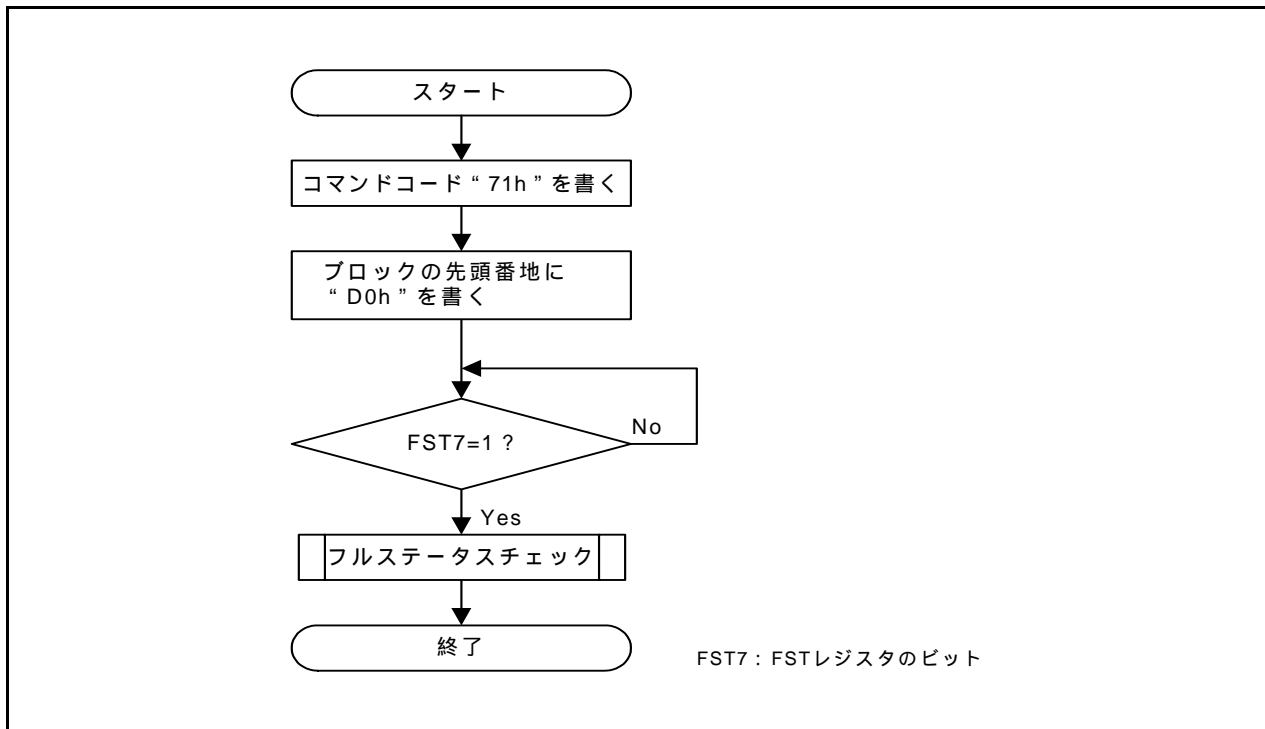 スタート
コマンドコード“71h”を書く
ブロックの先頭番地に
“D0h”を書く
FST7=1？
No
Yes
フルステータスチェック
終了
FST7：FSTレジスタのビット